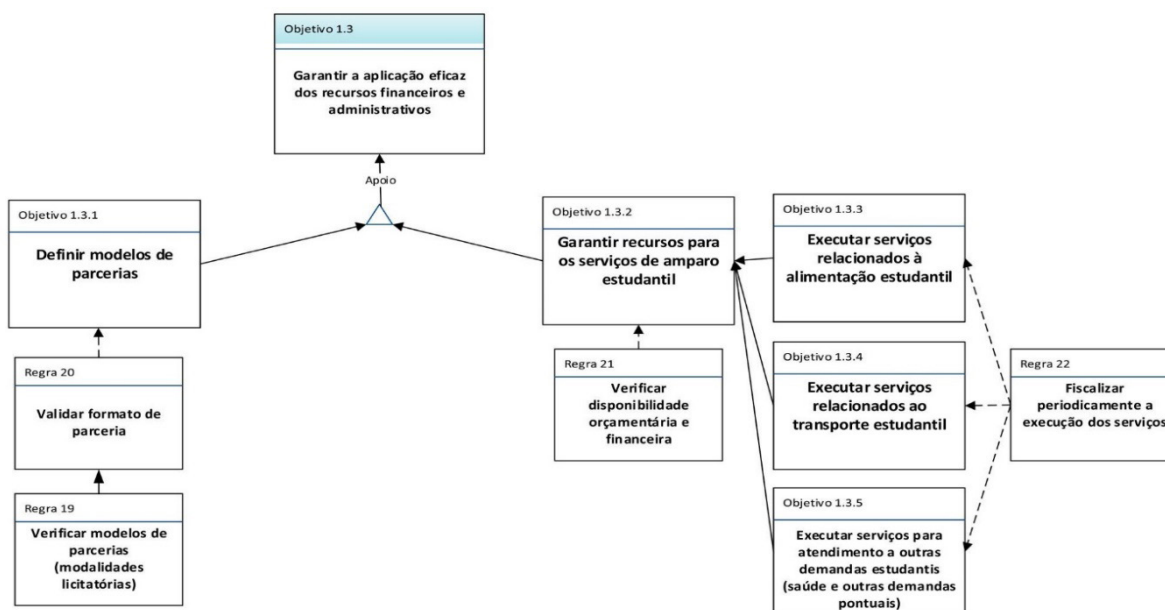 Objetivo 1.3
Garantir a aplicação eficaz
dos recursos financeiros e
administrativos
Apoio
Objetivo 1.3.1
Definir modelos de
parcerias
Objetivo 1.3.2
Garantir recursos para
os serviços de amparo
estudantil
Objetivo 1.3.3
Executar serviços
relacionados à
alimentação estudantil
Regra 20
Validar formato de
parceria
Regra 21
Verificar
disponibilidade
orçamentária e
financeira
Objetivo 1.3.4
Executar serviços
relacionados ao
transporte estudantil
Regra 22
Fiscalizar
periodicamente a
execução dos serviços
Regra 19
Verificar modelos de
parcerias
(modalidades
licitatórias)
Objetivo 1.3.5
Executar serviços para
atendimento a outras
demandas estudantis
(saúde e outras demandas
pontuais)